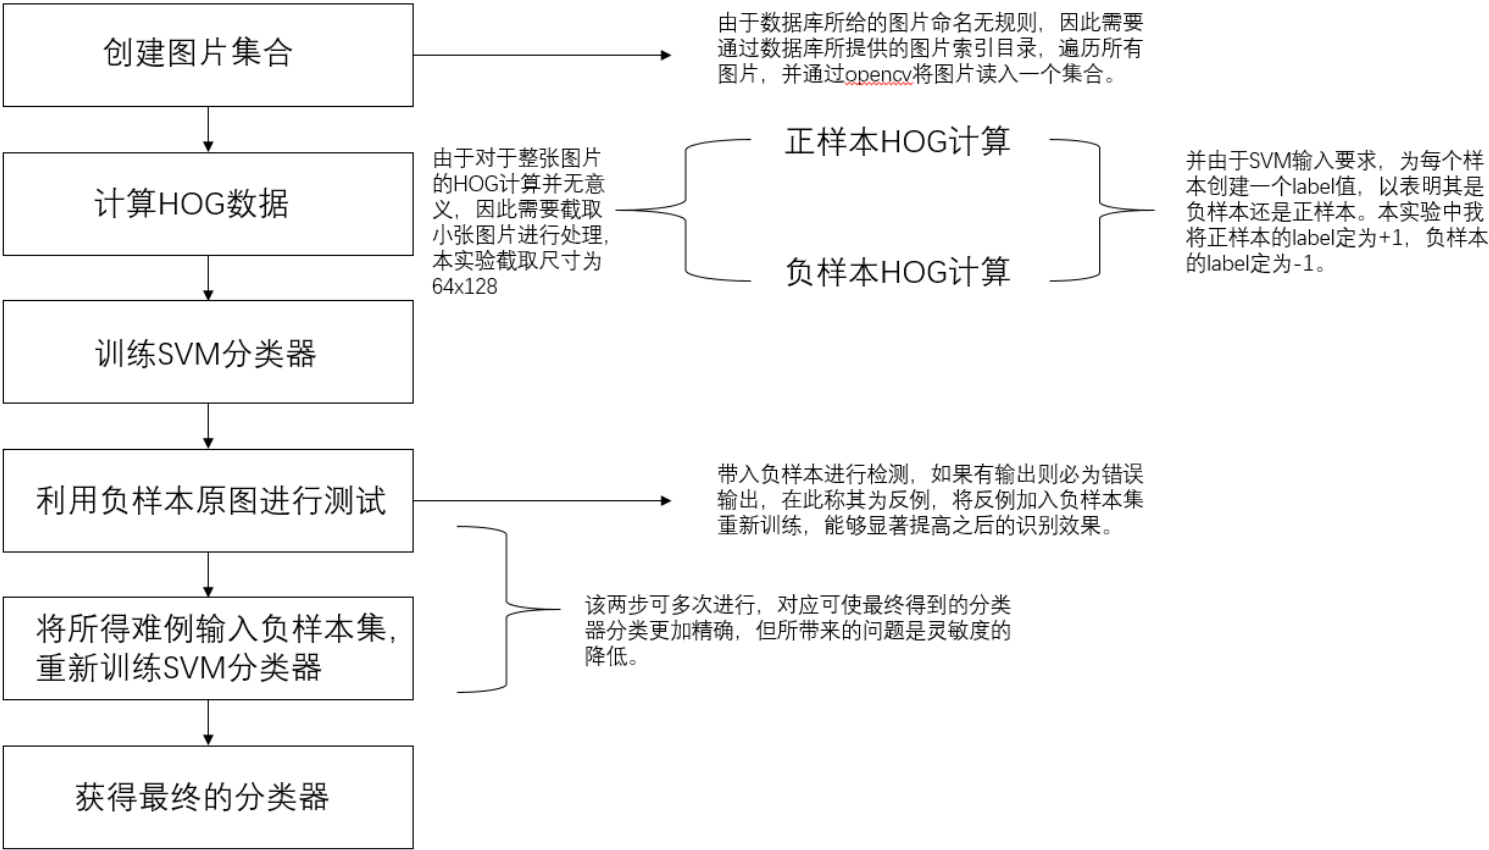 创建图片集合
由于数据库所给的图片命名无规则，因此需要
通过数据库所提供的图片索引目录，遍历所有
图片，并通过opencv将图片读入一个集合。
计算HOG数据
由于对于整张图片
的HOG计算并无意
义，因此需要截取
小张图片进行处理，
本实验截取尺寸为
64x128
正样本HOG计算
负样本HOG计算
并由于SVM输入要求，为每个样
本创建一个label值，以表明其是
负样本还是正样本。本实验中我
将正样本的label定为+1，负样本
的label定为-1。
训练SVM分类器
利用负样本原图进行测试
带入负样本进行检测，如果有输出则必为错误
输出，在此称其为反例，将反例加入负样本集
重新训练，能够显著提高之后的识别效果。
将所得难例输入负样本集，
重新训练SVM分类器
该两步可多次进行，对应可使最终得到的分类
器分类更加精确，但所带来的问题是灵敏度的
降低。
获得最终的分类器